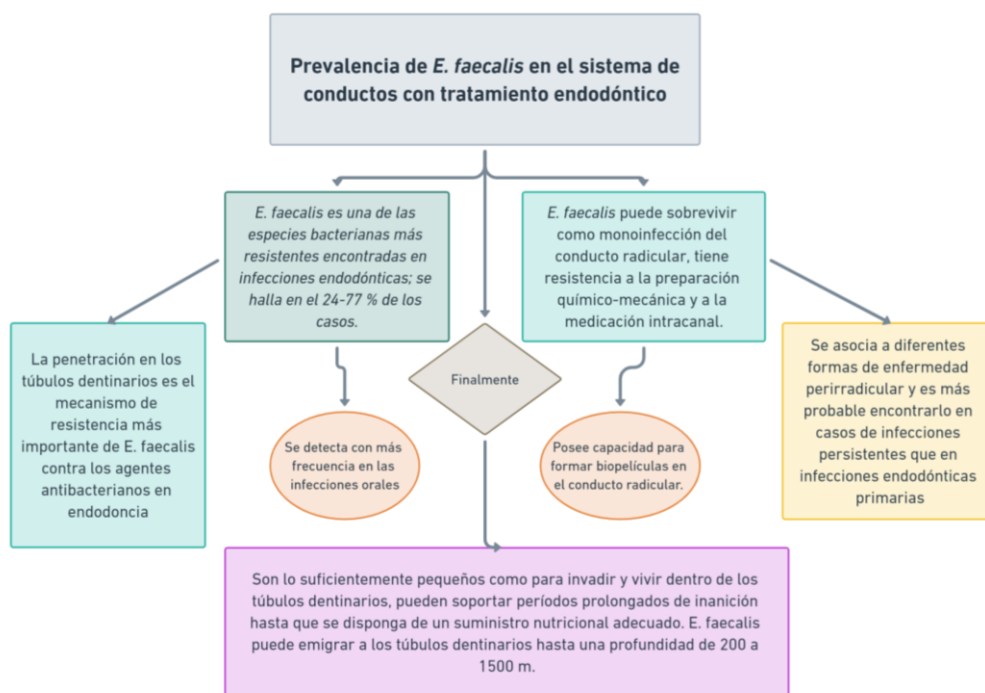 Prevalencia de E. faecalis en el sistema de
conductos con tratamiento endodóntico
E. faecalis es una de las
especies bacterianas más
resistentes encontradas en
infecciones endodónticas; se
halla en el 24-77 % de los
casos.
E. faecalis puede sobrevivir
como monoinfección del
conducto radicular, tiene
resistencia a la preparación
químico-mecánica y a la
medicación intracanal.
La penetración en los
túbulos dentinarios es el
mecanismo de
resistencia más
importante de E. faecalis
contra los agentes
antibacterianos en
endodoncia
Se detecta con más
frecuencia en las
infecciones orales
Finalmente
Posee capacidad para
formar biopelículas en
el conducto radicular.
Se asocia a diferentes
formas de enfermedad
perirradicular y es más
probable encontrarlo en
casos de infecciones
persistentes que en
infecciones endodónticas
primarias
Son lo suficientemente pequeños como para invadir y vivir dentro de los
túbulos dentinarios, pueden soportar períodos prolongados de inanición
hasta que se disponga de un suministro nutricional adecuado. E. faecalis
puede emigrar a los túbulos dentinarios hasta una profundidad de 200 a
1500 m.